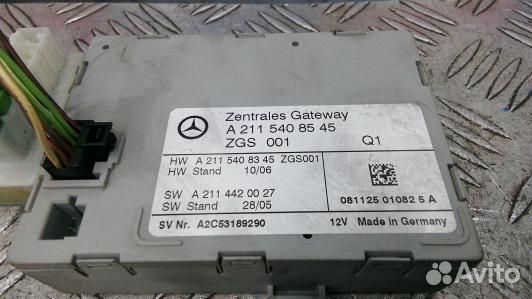 Zentrales Gateway
A 211 540 85 45
ZGS 001 Q1
HW A 211 540 83 45 ZGS001
HW Stand 10/06
SW A 211 442 00 27
SW Stand 28/05
081125 01082 5 A
SV Nr. A2C53189290 12V Made in Germany
Avito